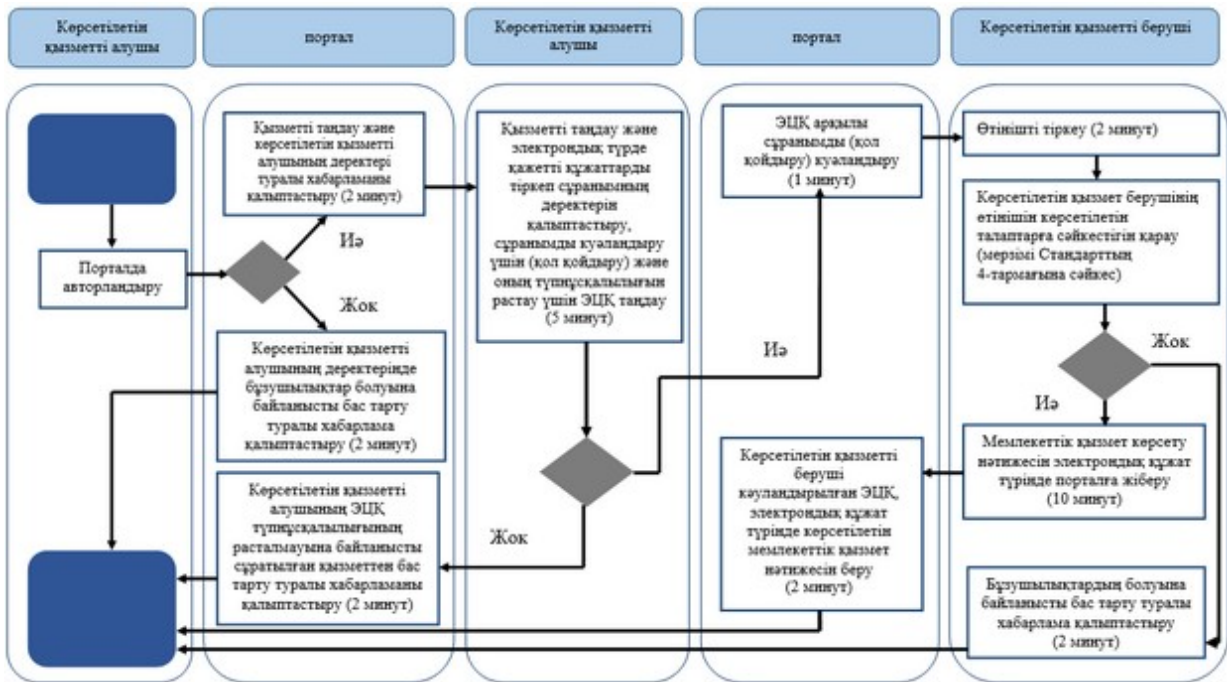 Көрсетілетін
қызметті алушы
портал
Көрсетілетін қызметті
алушы
портал
Көрсетілетін қызметті беруші
Порталда
авторландыру
Қызметті таңдау және
көрсетілетін қызметті
алушының деректері
туралы хабарламаны
қалыптастыру (2 минут)
Иә
Жок
Көрсетілетін қызметті
алушының деректерінде
бұзушылықтар болуына
байланысты бас тарту
туралы хабарлама
қалыптастыру (2 минут)
Көрсетілетін қызметті
алушының ЭЦҚ
түпнұсқалылығының
расталмауына байланысты
сұратылған қызметтен бас
тарту туралы хабарламаны
қалыптастыру (2 минут)
Қызметті таңдау және
электрондық түрде
қажетті құжаттарды
тіркеп сұранымның
деректерін
қалыптастыру,
сұранымды куәландыру
үшін (қол қойдыру) және
оның түпнұсқалылығын
растау үшін ЭЦҚ таңдау
(5 минут)
Иә
Жок
ЭЦҚ арқылы
сұранымды (қол
қойдыру) куәландыру
(1 минут)
Көрсетілетін қызметті
беруші
кәуландырылған ЭЦҚ,
электрондық құжат
түрінде көрсетілетін
мемлекеттік қызмет
нәтижесін беру
(2 минут)
Өтінішті тіркеу (2 минут)
Көрсетілетін қызмет берушінің
өтінішін көрсетілетін
талаптарға сәйкестігін қарау
(мерзімі Стандарттың
4-тармағына сәйкес)
Жок
Иә
Мемлекеттік қызмет көрсету
нәтижесін электрондық құжат
түрінде порталға жіберу
(10 минут)
Бұзушылықтардың болуына
байланысты бас тарту туралы
хабарлама қалыптастыру
(2 минут)